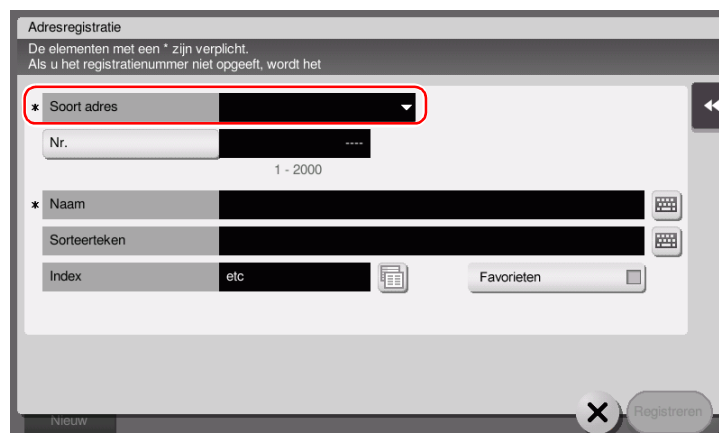 Adresregistratie
De elementen met een * zijn verplicht.
Als u het registratienummer niet opgeeft, wordt het
* Soort adres
Nr. ----
1 - 2000
* Naam
Sorteerteken
Index etc Favorieten
Nieuw Registreren